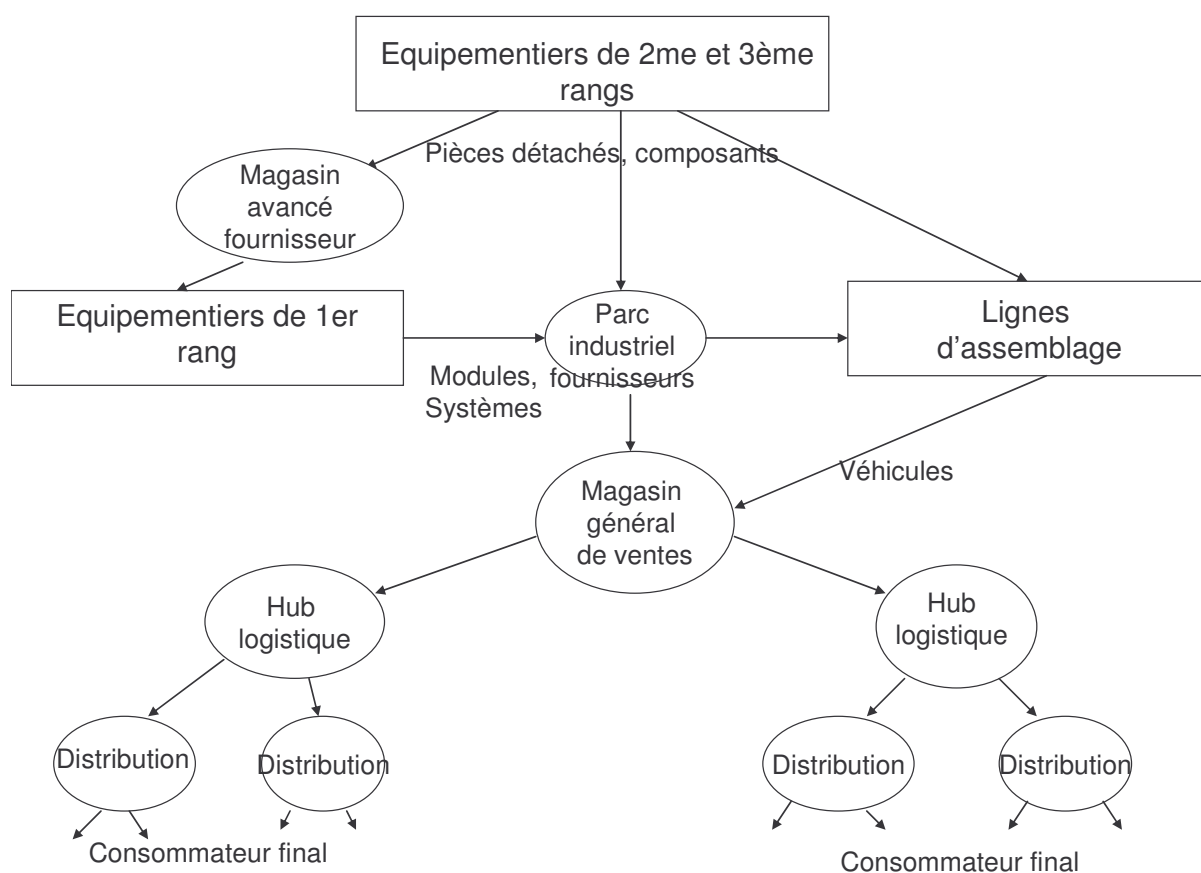 Equipementiers de 2me et 3ème
rangs
Pièces détachés, composants
Magasin
avancé
fournisseur
Equipementiers de 1er
rang
Parc
industriel
fournisseurs
Lignes
d'assemblage
Modules,
Systèmes
Véhicules
Magasin
général
de ventes
Hub
logistique
Hub
logistique
Distribution
Distribution
Distribution
Distribution
Consommateur final
Consommateur final